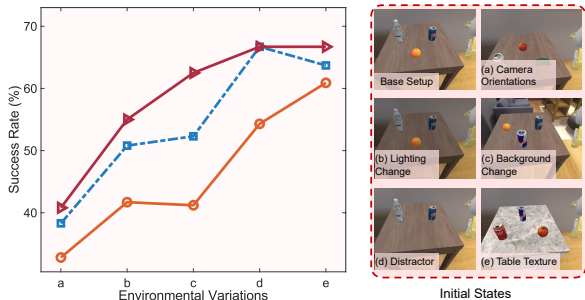 70
60
50
40
Success Rate (%)
a b c d e
Environmental Variations
Base Setup
(a) Camera
Orientations
(b) Lighting
Change
(c) Background
Change
(d) Distractor
(e) Table Texture
Initial States